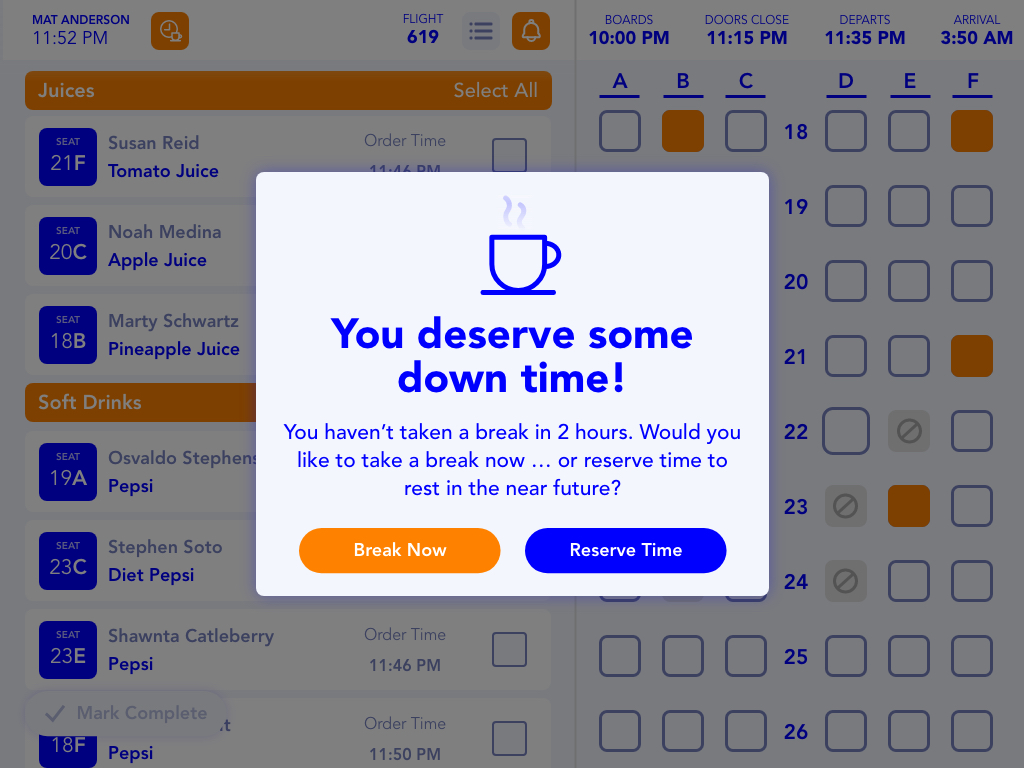 MAT ANDERSON
11:52 PM
FLIGHT
619
BOARDS
10:00 PM
DOORS CLOSE
11:15 PM
DEPARTS
11:35 PM
ARRIVAL
3:50 AM
Juices
Select All
SEAT
21F
Susan Reid
Tomato Juice
Order Time
11:46 PM
SEAT
20C
Noah Medina
Apple Juice
SEAT
18B
Marty Schwartz
Pineapple Juice
Soft Drinks
SEAT
19A
Osvaldo Stephens
Pepsi
SEAT
23C
Stephen Soto
Diet Pepsi
SEAT
23E
Shawnta Catleberry
Pepsi
Order Time
11:46 PM
Mark Complete
18F
Pepsi
Order Time
11:50 PM
You deserve some
down time!
You haven’t taken a break in 2 hours. Would you
like to take a break now … or reserve time to
rest in the near future?
Break Now
Reserve Time
A B C D E F
18
19
20
21
22
23
24
25
26